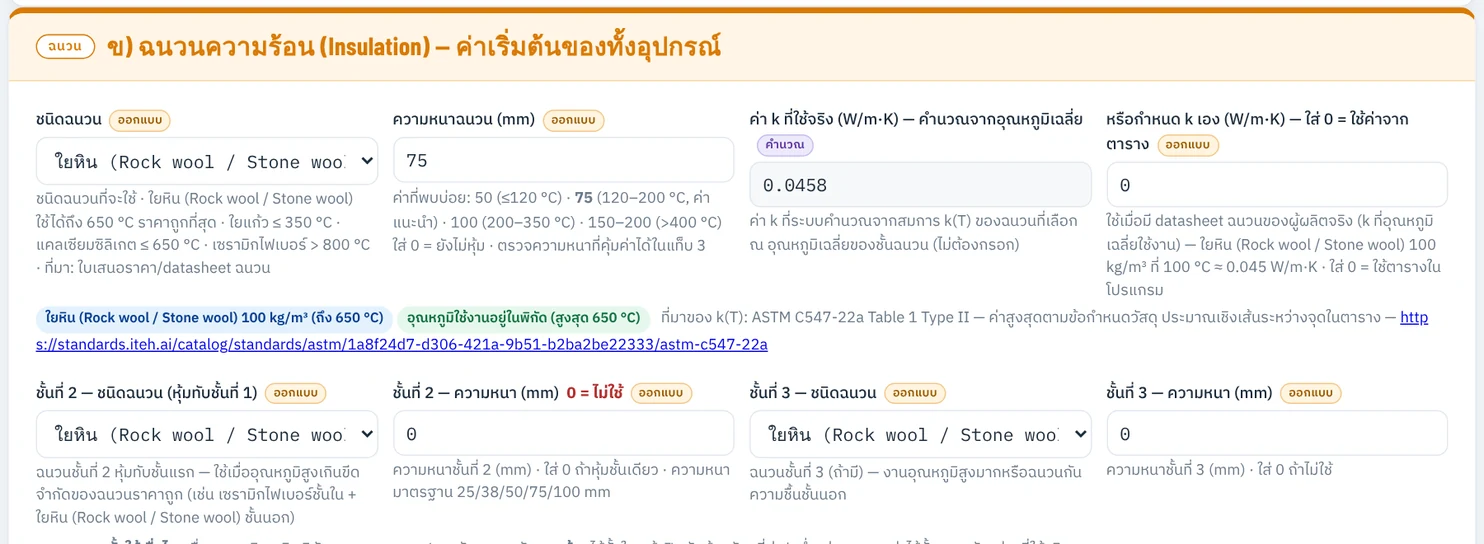 ฉนวน ข) ฉนวนความร้อน (Insulation) — ค่าเริ่มต้นของทั้งอุปกรณ์
ชนิดฉนวน ออกแบบ
ใยหิน (Rock wool / Stone wool
ชนิดฉนวนที่จะใช้ · ใยหิน (Rock wool / Stone wool)
ใช้ได้ถึง 650 °C ราคาถูกที่สุด · ใยแก้ว ≤ 350 °C ·
แคลเซียมซิลิเกต ≤ 650 °C · เซรามิกไฟเบอร์ > 800 °C
· ที่มา: ใบเสนอราคา/datasheet ฉนวน
ความหนาฉนวน (mm) ออกแบบ
75
ค่าที่พบบ่อย: 50 (≤120 °C) · 75 (120–200 °C, ค่า
แนะนำ) · 100 (200–350 °C) · 150–200 (>400 °C)
ใส่ 0 = ยังไม่หุ้ม · ตรวจความหนาที่คุ้มค่าได้ในแท็บ 3
ค่า k ที่ใช้จริง (W/m·K) — คำนวณจากอุณหภูมิเฉลี่ย
คำนวณ
0.0458
ค่า k ที่ระบบคำนวณจากสมการ k(T) ของฉนวนที่เลือก
ณ อุณหภูมิเฉลี่ยของชั้นฉนวน (ไม่ต้องกรอก)
หรือกำหนด k เอง (W/m·K) — ใส่ 0 = ใช้ค่าจาก
ตาราง ออกแบบ
0
ใช้เมื่อมี datasheet ฉนวนของผู้ผลิตจริง (k ที่อุณหภูมิ
เฉลี่ยใช้งาน) — ใยหิน (Rock wool / Stone wool) 100
kg/m³ ที่ 100 °C ≈ 0.045 W/m·K · ใส่ 0 = ใช้ตารางใน
โปรแกรม
ใยหิน (Rock wool / Stone wool) 100 kg/m³ (ถึง 650 °C) อุณหภูมิใช้งานอยู่ในพิกัด (สูงสุด 650 °C) ที่มาของ k(T): ASTM C547-22a Table 1 Type II — ค่าสูงสุดตามข้อกำหนดวัสดุ ประมาณเชิงเส้นระหว่างจุดในตาราง — http
s://standards.iteh.ai/catalog/standards/astm/1a8f24d7-d306-421a-9b51-b2ba2be22333/astm-c547-22a
ชั้นที่ 2 — ชนิดฉนวน (หุ้มทับชั้นที่ 1) ออกแบบ
ใยหิน (Rock wool / Stone woo
ฉนวนชั้นที่ 2 หุ้มทับชั้นแรก — ใช้เมื่ออุณหภูมิสูงเกินขีด
จำกัดของฉนวนราคาถูก (เช่น เซรามิกไฟเบอร์ชั้นใน +
ใยหิน (Rock wool / Stone wool) ชั้นนอก)
ชั้นที่ 2 — ความหนา (mm) 0 = ไม่ใช้ ออกแบบ
0
ความหนาชั้นที่ 2 (mm) · ใส่ 0 ถ้าหุ้มชั้นเดียว · ความหนา
มาตรฐาน 25/38/50/75/100 mm
ชั้นที่ 3 — ชนิดฉนวน ออกแบบ
ใยหิน (Rock wool / Stone woo
ฉนวนชั้นที่ 3 (ถ้ามี) — งานอุณหภูมิสูงมากหรือฉนวนกัน
ความชื้นชั้นนอก
ชั้นที่ 3 — ความหนา (mm) ออกแบบ
0
ความหนาชั้นที่ 3 (mm) · ใส่ 0 ถ้าไม่ใช้